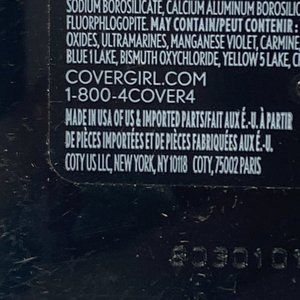 SODIUM BOROSILICATE, CALCIUM ALUMINUM BOROSILIC
FLUORPHLOGOPITE. MAY CONTAIN/PEUT CONTENIR :
OXIDES, ULTRAMARINES, MANGANESE VIOLET, CARMINE
BLUE 1 LAKE, BISMUTH OXYCHLORIDE, YELLOW 5 LAKE,
COVERGIRL.COM
1-800-4COVER4
MADE IN USA OF US & IMPORTED PARTS/FAIT AUX É.-U. À PARTIR
DE PIÈCES IMPORTÉES ET DE PIÈCES FABRIQUÉES AUX É.-U.
COTY US LLC, NEW YORK, NY 10118 COTY, 75002 PARIS